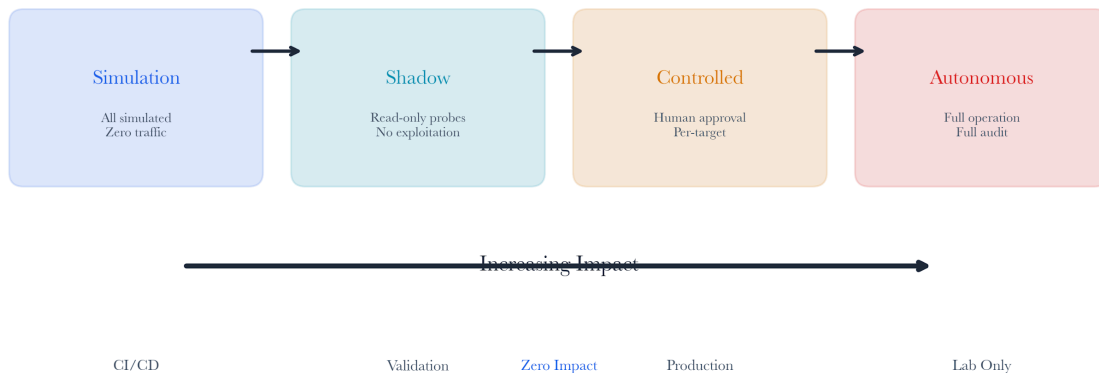 Simulation
All simulated
Zero traffic
Shadow
Read-only probes
No exploitation
Controlled
Human approval
Per-target
Autonomous
Full operation
Full audit
Increasing Impact
CI/CD
Validation
Zero Impact
Production
Lab Only